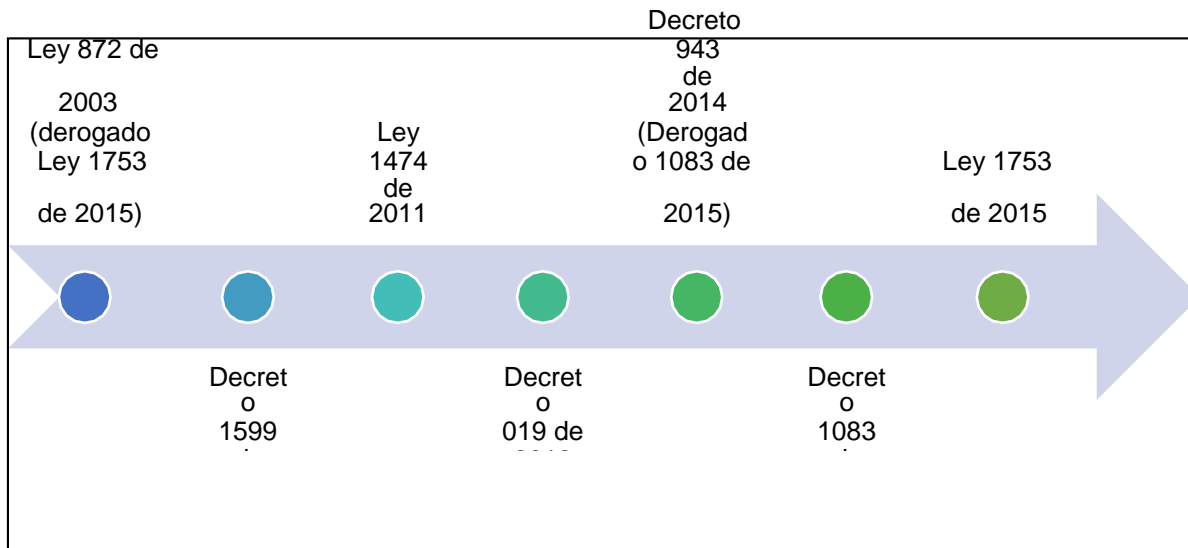 Ley 872 de
2003
(derogado
Ley 1753
de 2015)
Decret
o
1599
Ley
1474
de
2011
Decret
o
019 de
Decreto
943
de
2014
(Derogad
o 1083 de
2015)
Decret
o
1083
Ley 1753
de 2015